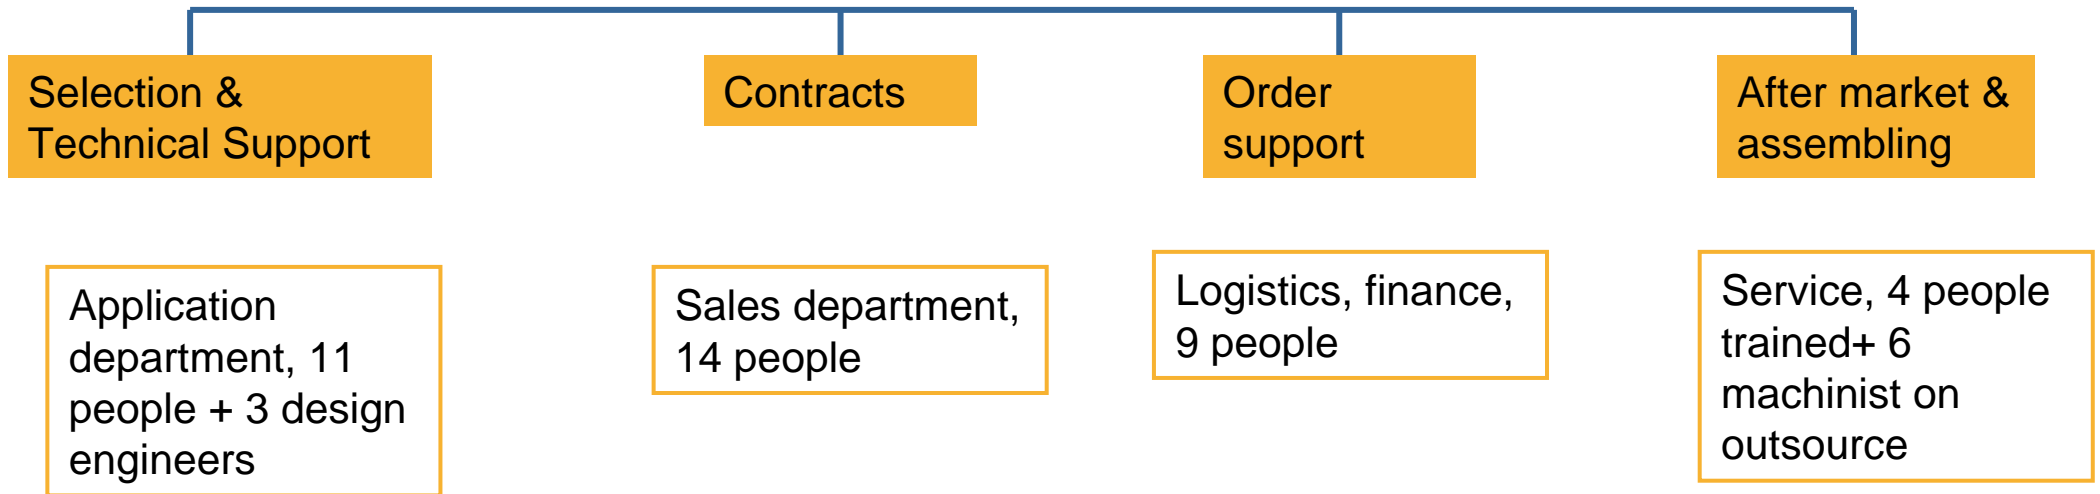 Selection &
Technical Support
Contracts
Order
support
After market &
assembling
Application
department, 11
people + 3 design
engineers
Sales department,
14 people
Logistics, finance,
9 people
Service, 4 people
trained+ 6
machinist on
outsource